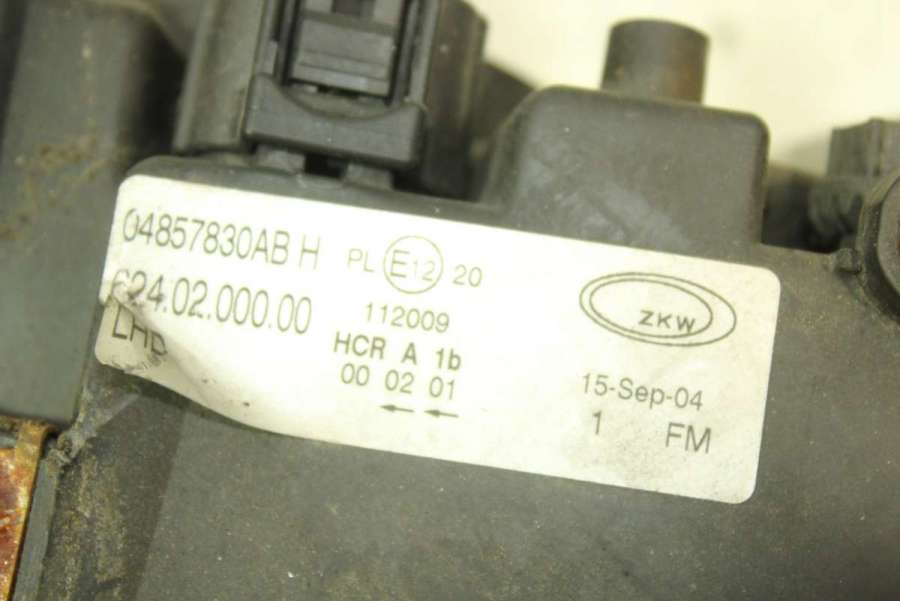 04857830AB H
624.02.000.00
LHD
PL E12 20
112009
HCR A 1b
00 02 01
←←
ZKW
15-Sep-04
1 FM